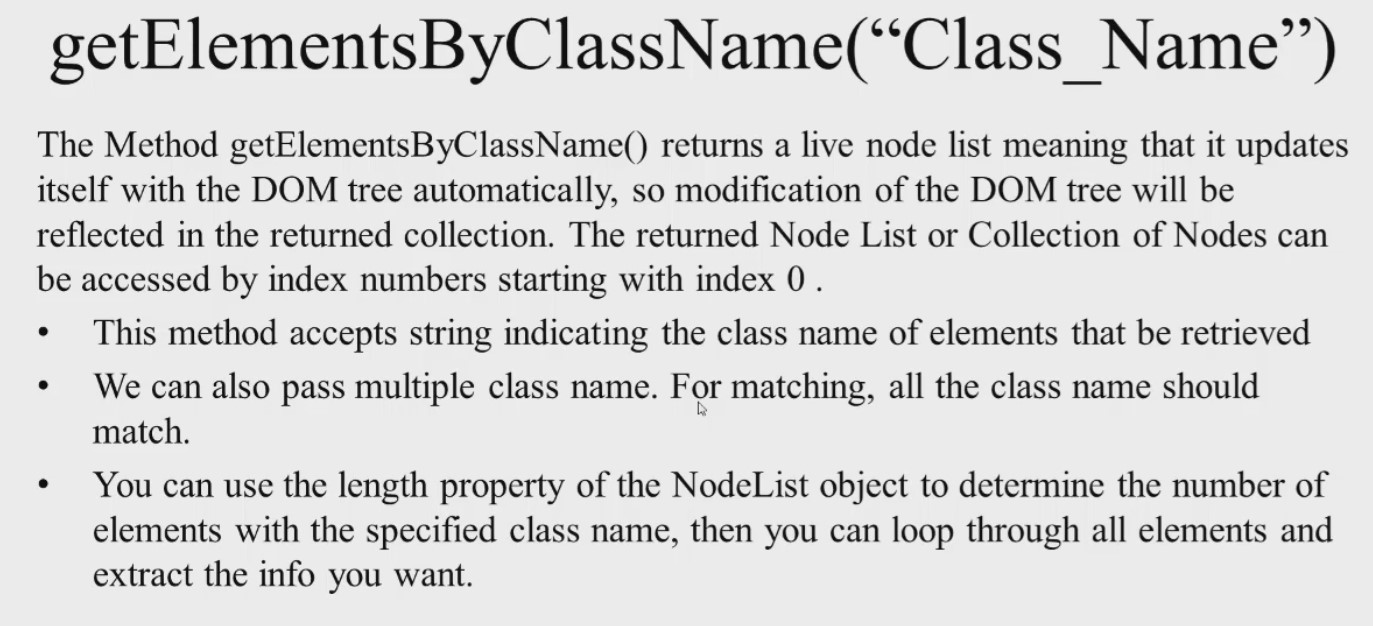 getElementsByClassName(“Class_Name”)
The Method getElementsByClassName() returns a live node list meaning that it updates
itself with the DOM tree automatically, so modification of the DOM tree will be
reflected in the returned collection. The returned Node List or Collection of Nodes can
be accessed by index numbers starting with index 0 .
• This method accepts string indicating the class name of elements that be retrieved
• We can also pass multiple class name. For matching, all the class name should
match.
• You can use the length property of the NodeList object to determine the number of
elements with the specified class name, then you can loop through all elements and
extract the info you want.